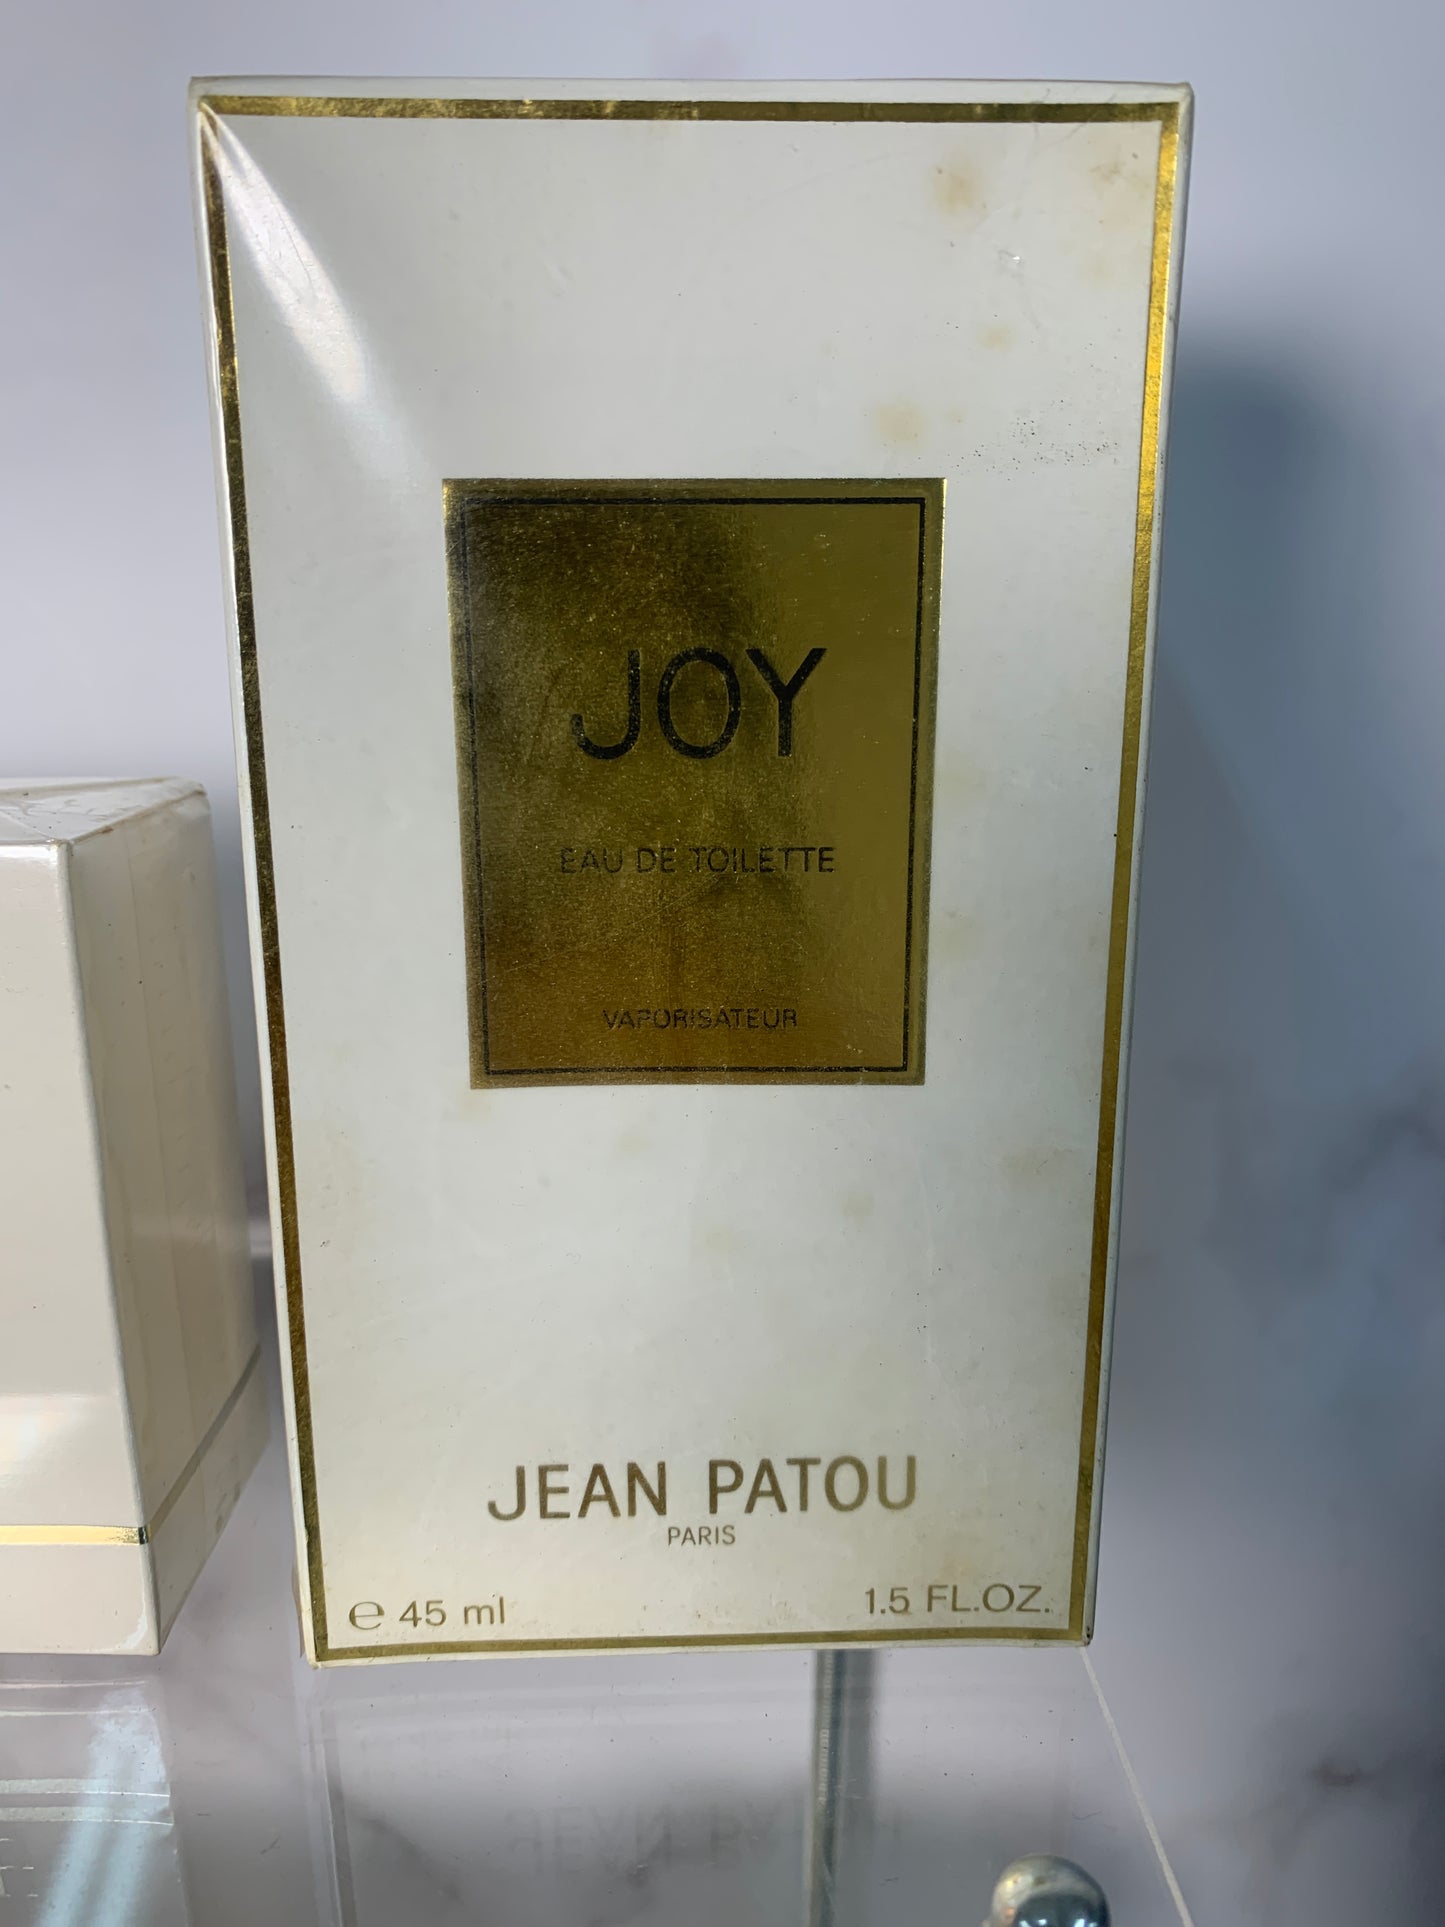 JOY
EAU DE TOILETTE
VAPORISATEUR
JEAN PATOU
PARIS
℮ 45 ml
1.5 FL.OZ.